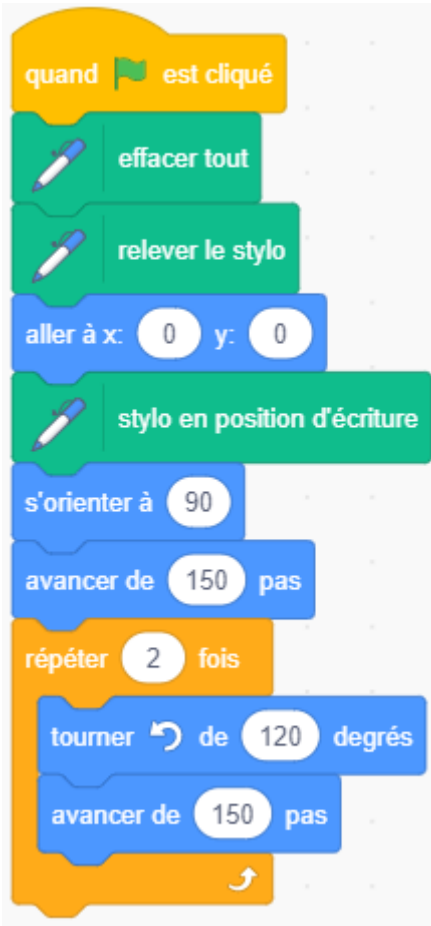 quand est cliqué
effacer tout
relever le stylo
aller à x: 0 y: 0
stylo en position d'écriture
s'orienter à 90
avancer de 150 pas
répéter 2 fois
tourner de 120 degrés
avancer de 150 pas